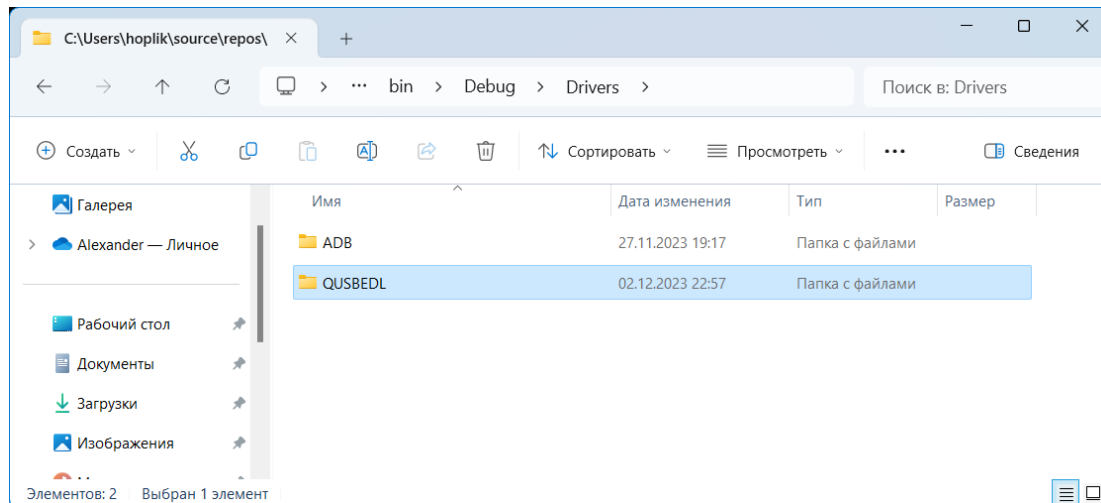 C:\Users\hoplik\source\repos\
bin > Debug > Drivers >
Поиск в: Drivers
Создать
Сортировать
Просмотреть
Сведения
Имя
Дата изменения
Тип
Размер
Галерея
Alexander — Личное
Рабочий стол
Документы
Загрузки
Изображения
ADB 27.11.2023 19:17 Папка с файлами
QUSBEDL 02.12.2023 22:57 Папка с файлами
Элементов: 2 Выбран 1 элемент